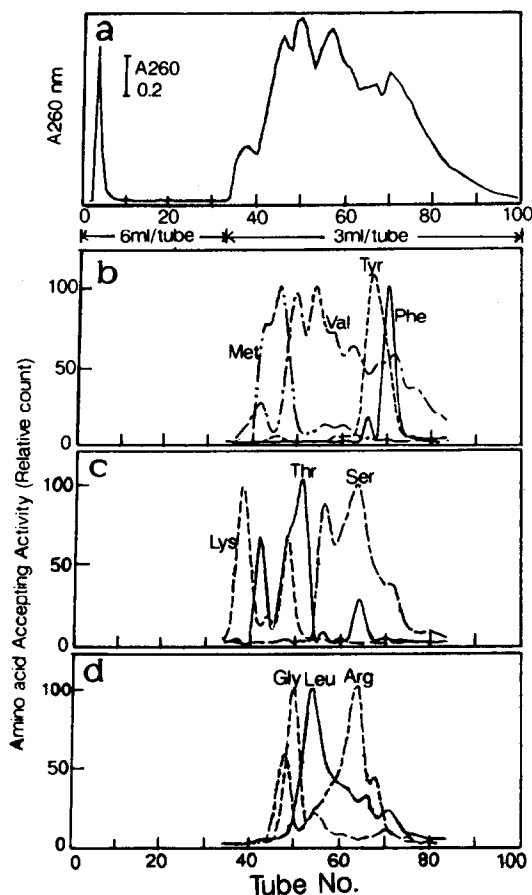 a
A260
0.2
A260 nm
0 20 40 60 80 100
6ml/tube 3ml/tube
b
Tyr
100
Val
Phe
Met
50
0
c
100
Thr
Ser
Lys
50
0
d
100
Gly Leu Arg
50
0
0 20 40 60 80 100
Amino acid Accepting Activity (Relative count)
Tube No.